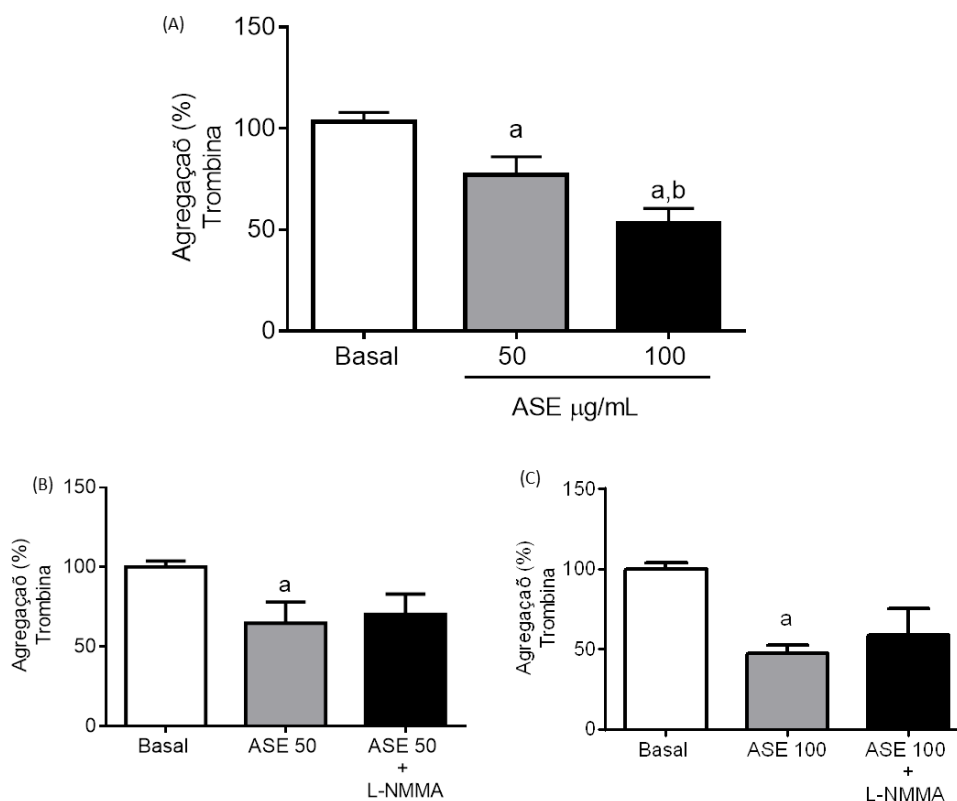 (A)
Agregaçaõ (%)
Trombina
150
100
50
0
a
a,b
Basal
50
100
ASE µg/mL
(B)
Agregaçaõ (%)
Trombina
150
100
50
0
a
Basal
ASE 50
ASE 50
+
L-NMMA
(C)
Agregaçaõ (%)
Trombina
150
100
50
0
a
Basal
ASE 100
ASE 100
+
L-NMMA